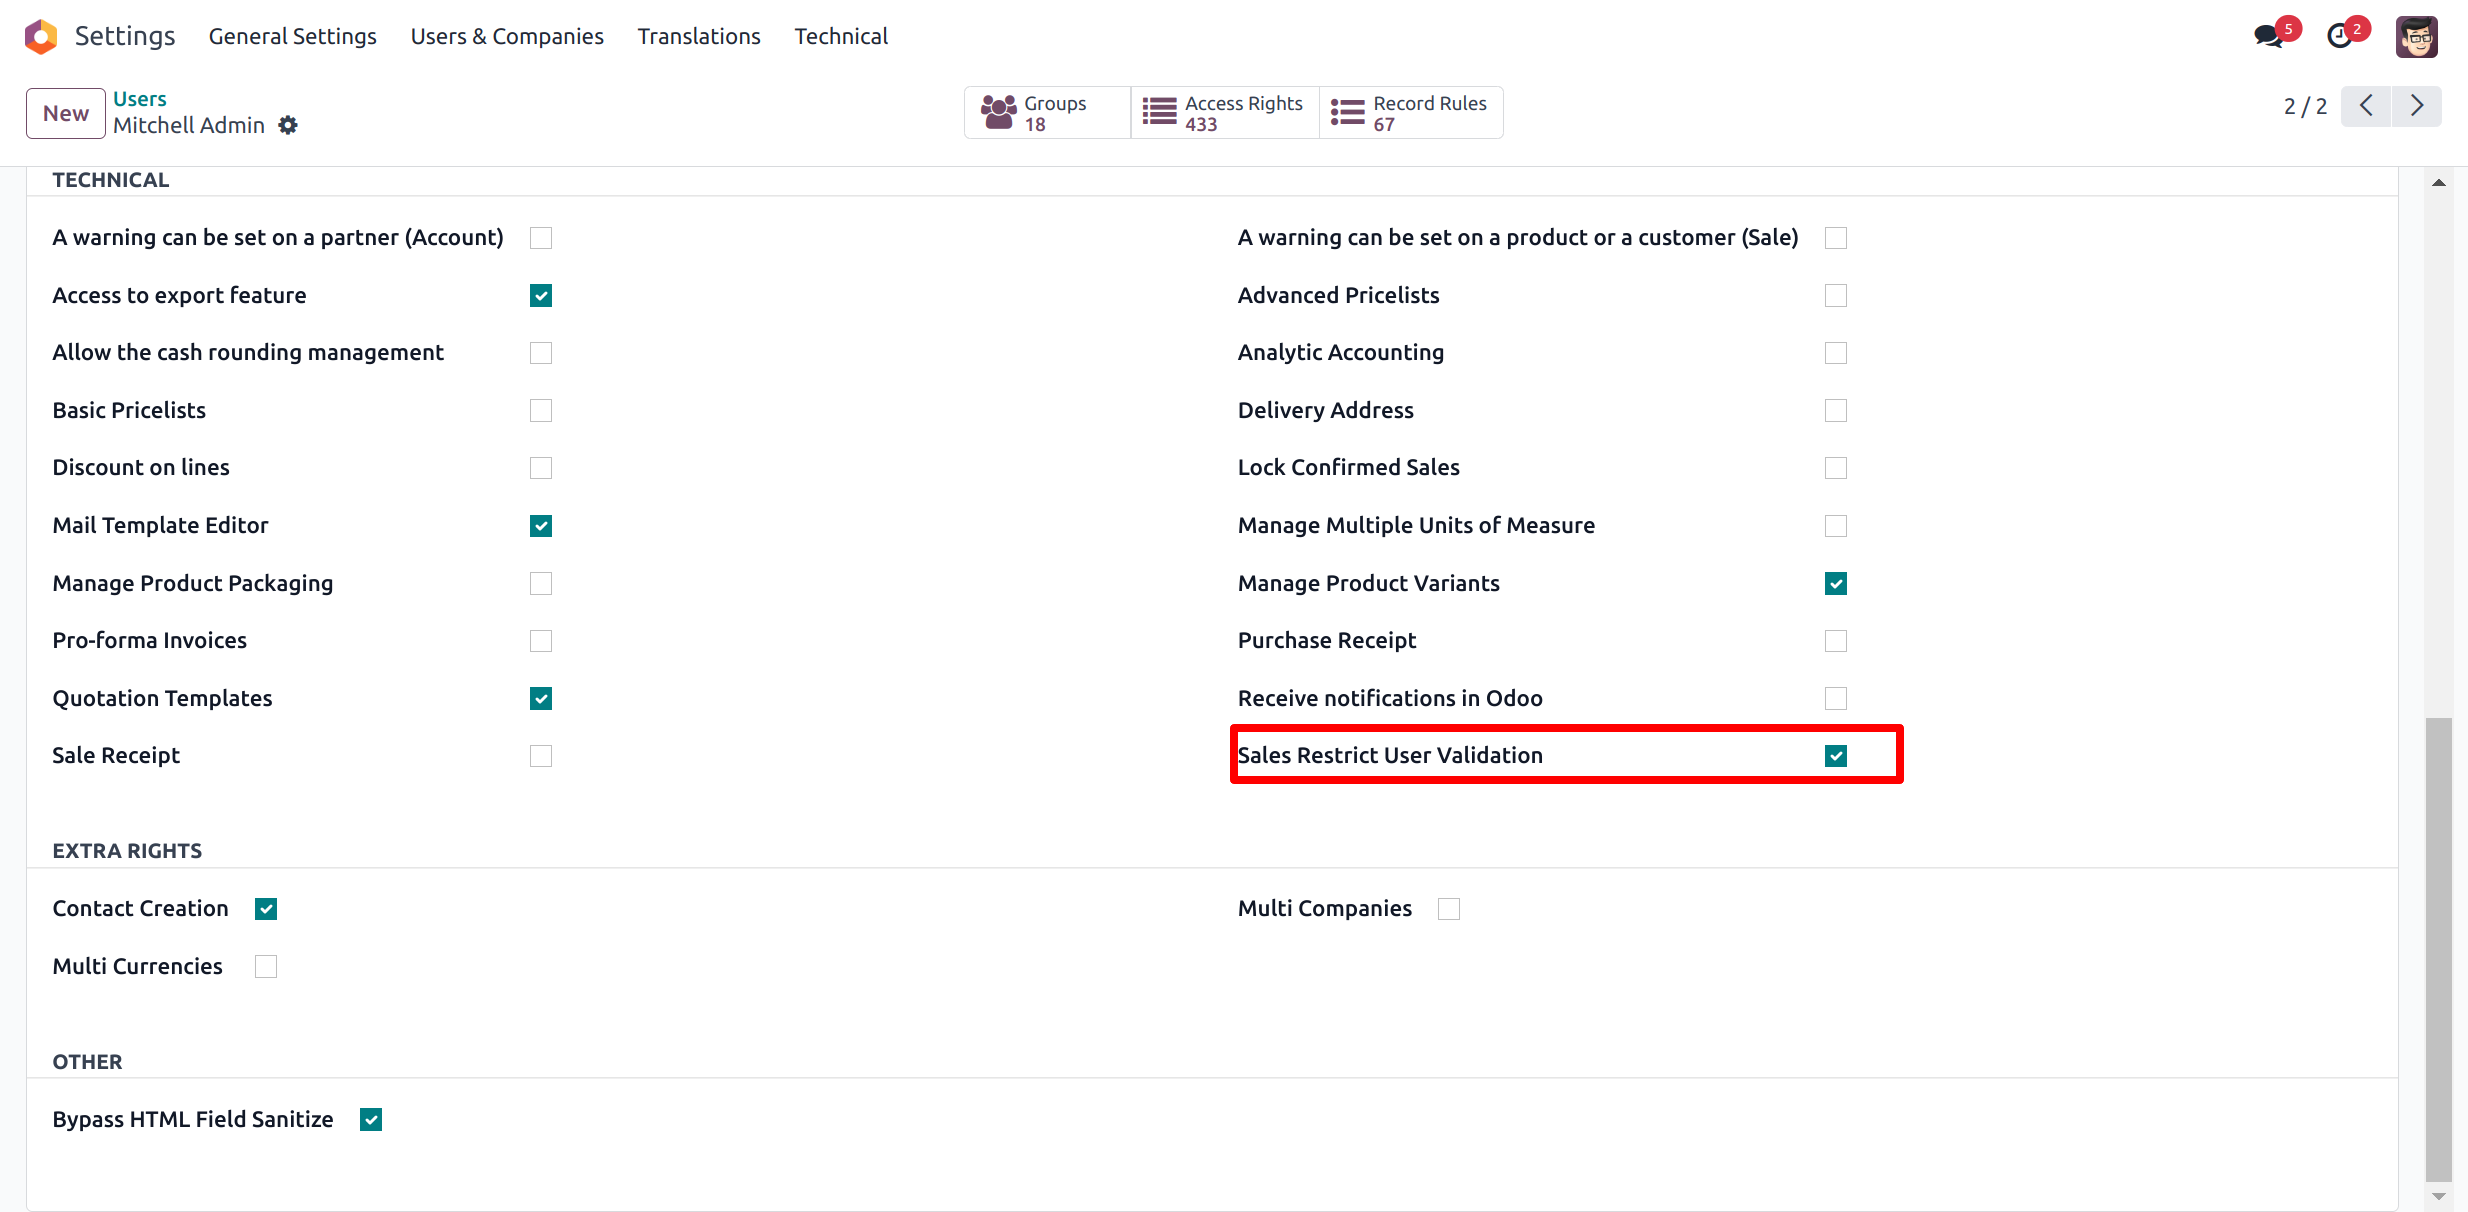 Settings General Settings Users & Companies Translations Technical 5 2
New Users
Mitchell Admin
Groups 18
Access Rights 433
Record Rules 67
2 / 2
TECHNICAL
A warning can be set on a partner (Account)
A warning can be set on a product or a customer (Sale)
Access to export feature
Advanced Pricelists
Allow the cash rounding management
Analytic Accounting
Basic Pricelists
Delivery Address
Discount on lines
Lock Confirmed Sales
Mail Template Editor
Manage Multiple Units of Measure
Manage Product Packaging
Manage Product Variants
Pro-forma Invoices
Purchase Receipt
Quotation Templates
Receive notifications in Odoo
Sale Receipt
Sales Restrict User Validation
EXTRA RIGHTS
Contact Creation
Multi Companies
Multi Currencies
OTHER
Bypass HTML Field Sanitize